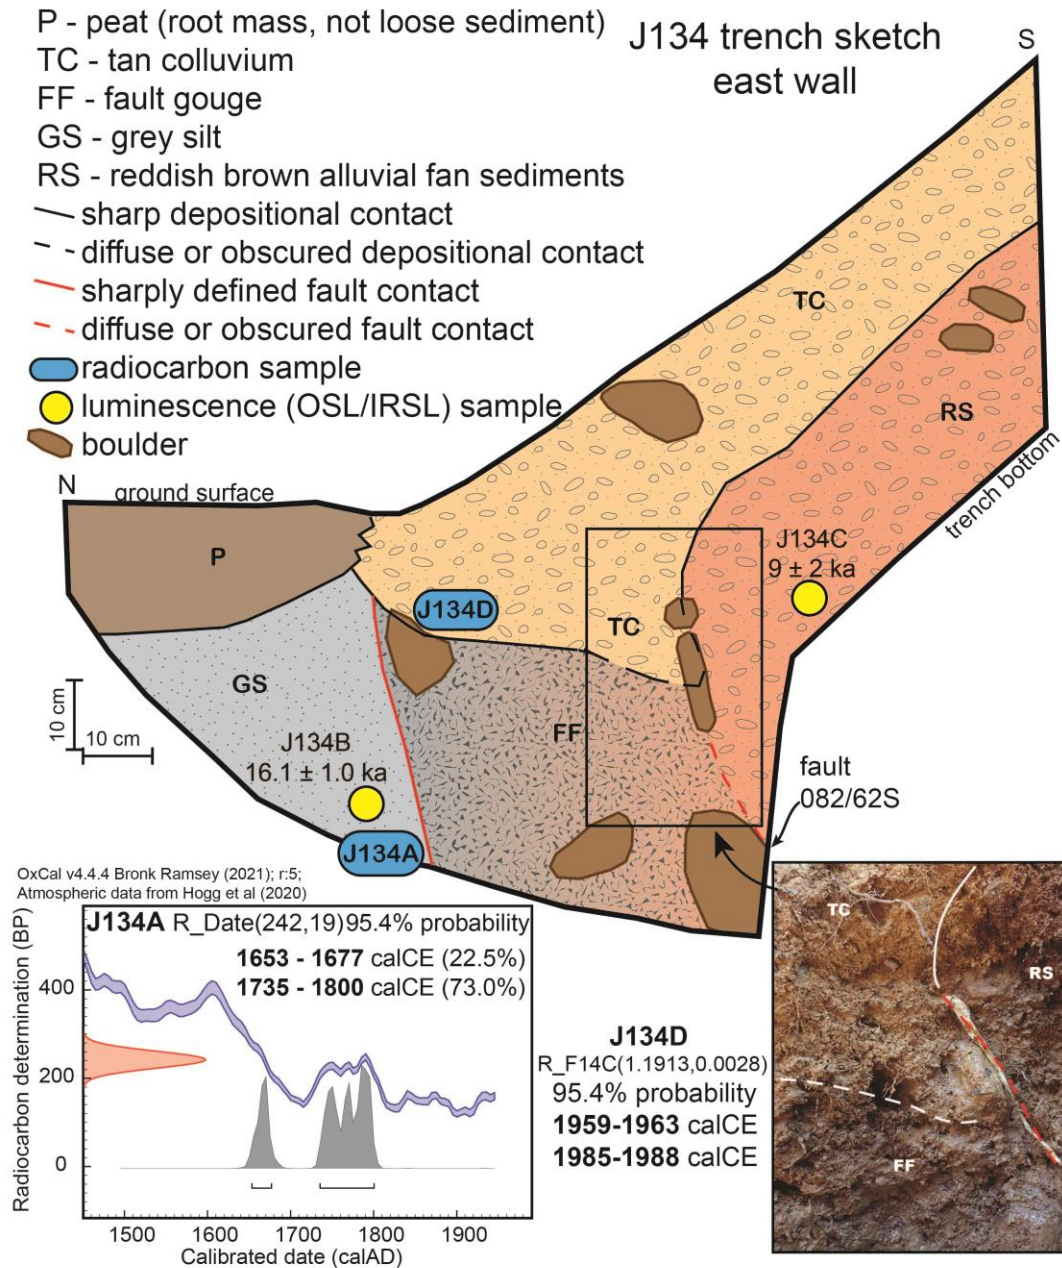 P - peat (root mass, not loose sediment)
TC - tan colluvium
FF - fault gouge
GS - grey silt
RS - reddish brown alluvial fan sediments
sharp depositional contact
diffuse or obscured depositional contact
sharply defined fault contact
diffuse or obscured fault contact
radiocarbon sample
luminescence (OSL/IRSL) sample
boulder
J134 trench sketch
east wall
S
N
ground surface
trench bottom
TC
RS
P
J134C
9 ± 2 ka
J134D
TC
GS
FF
10 cm
10 cm
J134B
16.1 ± 1.0 ka
J134A
fault
082/62S
OxCal v4.4.4 Bronk Ramsey (2021); r:5;
Atmospheric data from Hogg et al (2020)
J134A R_Date(242,19)95.4% probability
1653 - 1677 calCE (22.5%)
1735 - 1800 calCE (73.0%)
Radiocarbon determination (BP)
400
200
0
1500 1600 1700 1800 1900
Calibrated date (calAD)
J134D
R_F14C(1.1913,0.0028)
95.4% probability
1959-1963 calCE
1985-1988 calCE
TC
RS
FF